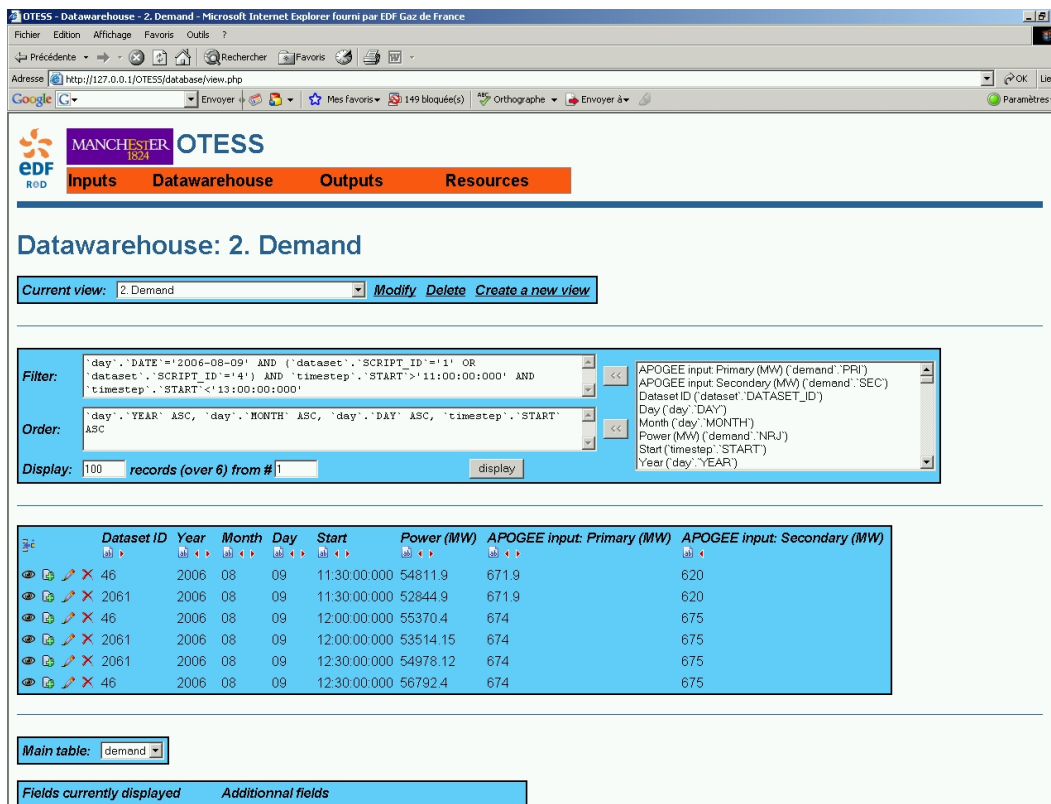 OTESS - Datawarehouse - 2. Demand - Microsoft Internet Explorer fourni par EDF Gaz de France
Fichier Edition Affichage Favoris Outils ?
Précédente Rechercher Favoris
Adresse http://127.0.0.1/OTESS/database/view.php OK Lie
Google G Envoyer Mes favoris 149 bloquée(s) Orthographe Envoyer à Paramètres
eDF
R&D
MANCHESTER
1824
OTESS
Inputs Datawarehouse Outputs Resources
Datawarehouse: 2. Demand
Current view: 2. Demand Modify Delete Create a new view
Filter:
`day`.`DATE`='2006-08-09' AND (`dataset`.`SCRIPT_ID`='1' OR
`dataset`.`SCRIPT_ID`='4') AND `timestep`.`START`>'11:00:00:000' AND
`timestep`.`START`<'13:00:00:000'
<<
Order:
`day`.`YEAR` ASC, `day`.`MONTH` ASC, `day`.`DAY` ASC, `timestep`.`START`
ASC
<<
APOGEE input: Primary (MW) (`demand`.`PRI`)
APOGEE input: Secondary (MW) (`demand`.`SEC`)
Dataset ID (`dataset`.`DATASET_ID`)
Day (`day`.`DAY`)
Month (`day`.`MONTH`)
Power (MW) (`demand`.`NRJ`)
Start (`timestep`.`START`)
Year (`day`.`YEAR`)
Display: 100 records (over 6) from # 1 display
Dataset ID Year Month Day Start Power (MW) APOGEE input: Primary (MW) APOGEE input: Secondary (MW)
46 2006 08 09 11:30:00:000 54811.9 671.9 620
2061 2006 08 09 11:30:00:000 52844.9 671.9 620
46 2006 08 09 12:00:00:000 55370.4 674 675
2061 2006 08 09 12:00:00:000 53514.15 674 675
2061 2006 08 09 12:30:00:000 54978.12 674 675
46 2006 08 09 12:30:00:000 56792.4 674 675
Main table: demand
Fields currently displayed Additionnal fields